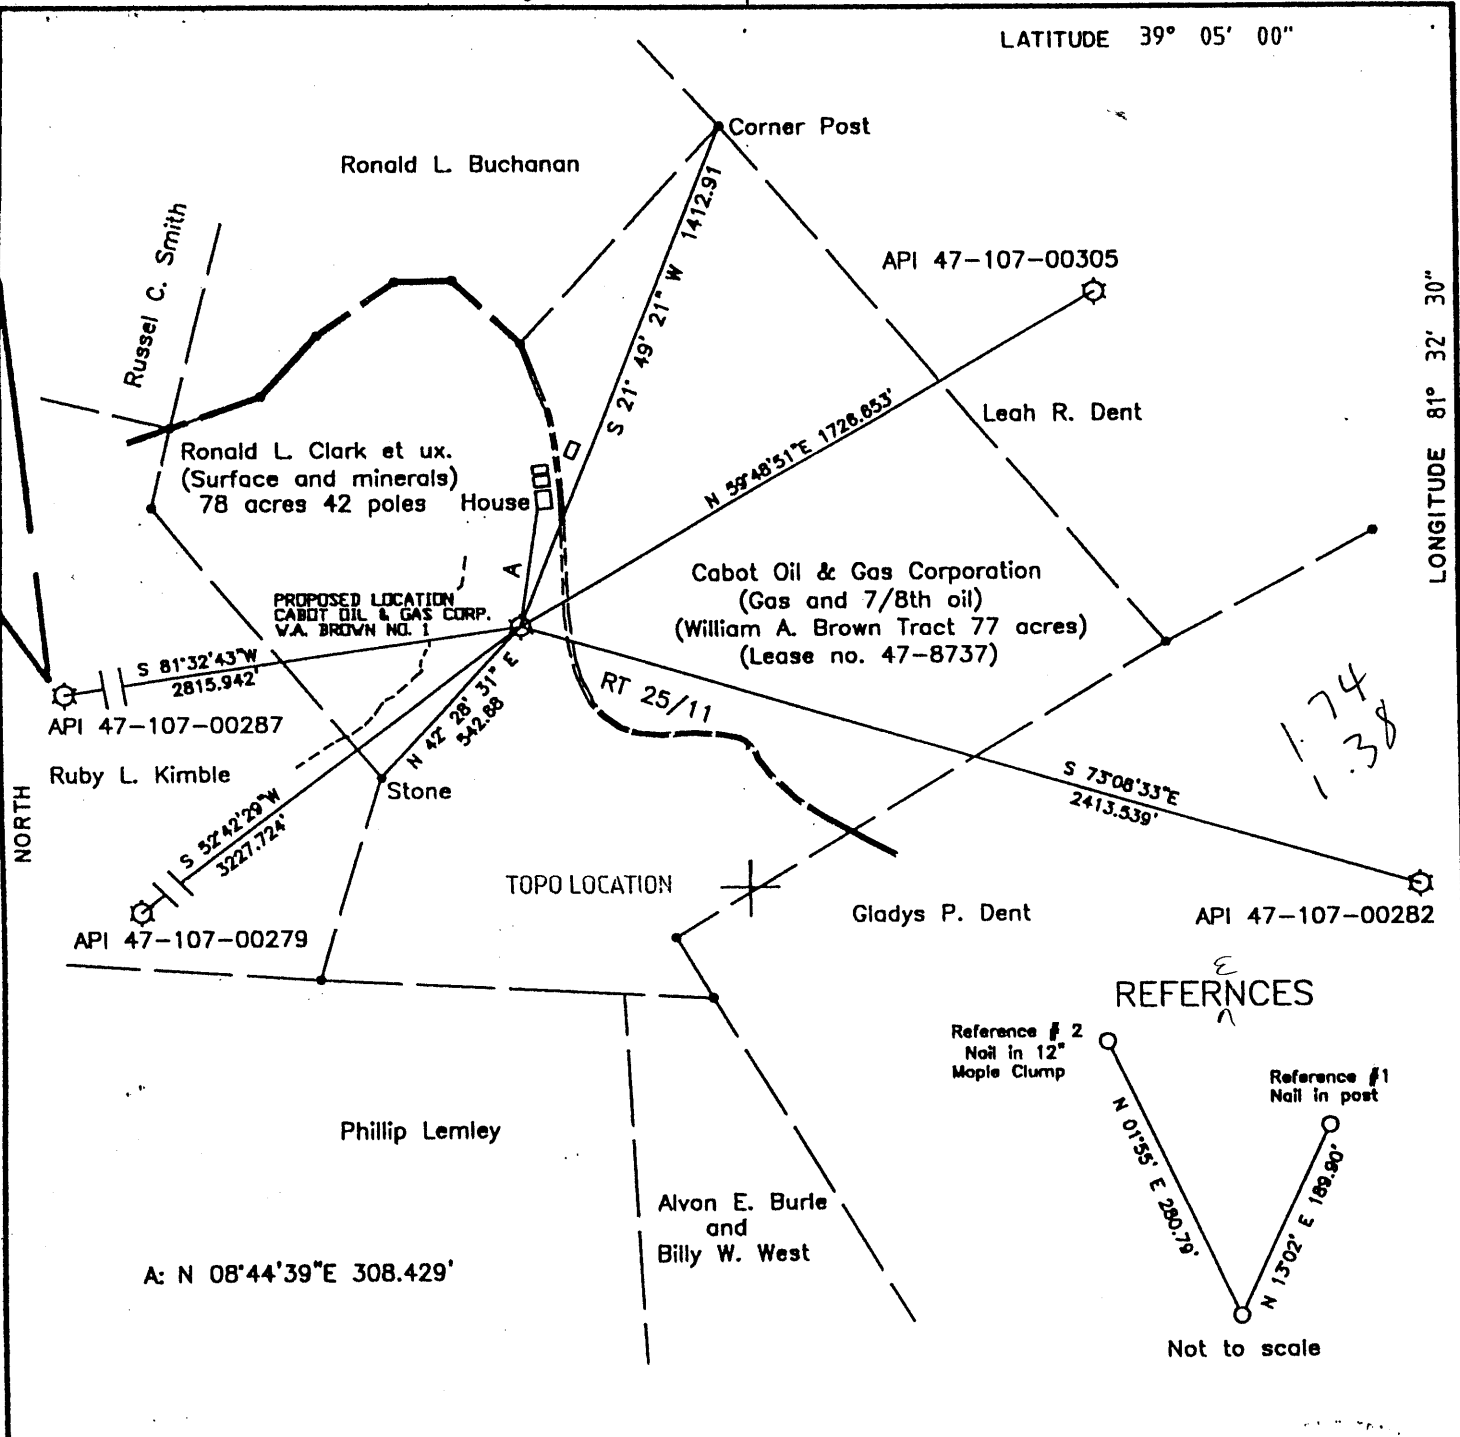 LATITUDE 39° 05' 00"
Corner Post
Ronald L. Buchanan
Russel C. Smith
S 21° 49' 21" W 1412.91
API 47-107-00305
LONGITUDE 81° 32' 30"
N 59°48'51"E 1726.653'
Leah R. Dent
Ronald L. Clark et ux.
(Surface and minerals)
78 acres 42 poles
House
A
Cabot Oil & Gas Corporation
(Gas and 7/8th oil)
(William A. Brown Tract 77 acres)
(Lease no. 47-8737)
PROPOSED LOCATION
CABOT OIL & GAS CORP.
W.A. BROWN NO. 1
S 81°32'43"W
2815.942'
API 47-107-00287
N 42° 28' 31" E
542.68
RT 25/11
1.74
1.38
Ruby L. Kimble
Stone
S 73°08'33"E
2413.539'
NORTH
S 52°42'29"W
3227.724'
TOPO LOCATION
Gladys P. Dent
API 47-107-00282
API 47-107-00279
E
REFERNCES
Reference # 2
Nail in 12"
Maple Clump
Reference #1
Nail in post
N 01°55' E 280.79'
N 13°02' E 189.90'
Not to scale
Phillip Lemley
Alvon E. Burle
and
Billy W. West
A: N 08°44'39"E 308.429'